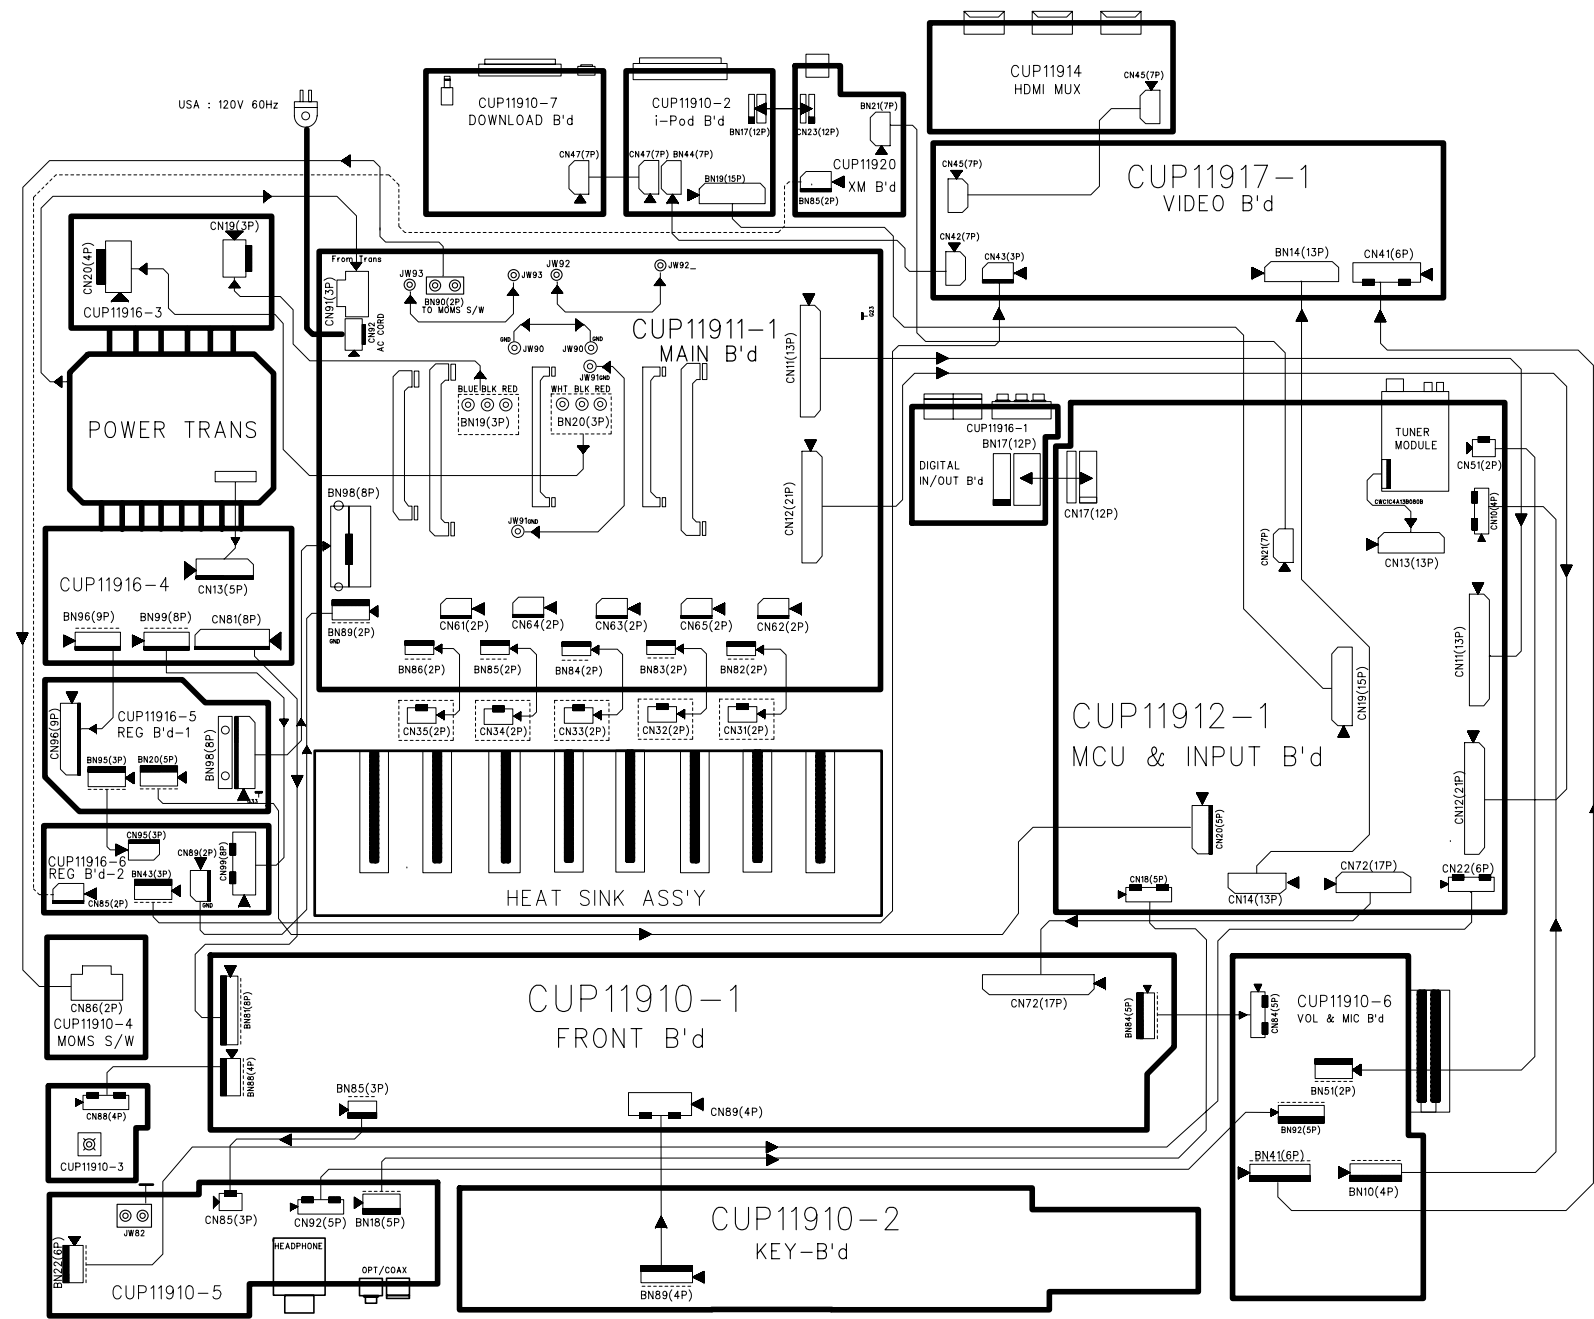 USA : 120V 60Hz
CUP11910-7
DOWNLOAD B'd
CN47(7P)
CUP11910-2
i-Pod B'd
BN17(12P)
CN47(7P)
BN44(7P)
BN19(15P)
CN23(12P)
BN21(7P)
CUP11920
XM B'd
BN85(2P)
CUP11914
HDMI MUX
CN45(7P)
CN45(7P)
CUP11917-1
VIDEO B'd
CN42(7P)
CN43(3P)
BN14(13P)
CN41(6P)
CN20(4P)
CN19(3P)
CUP11916-3
POWER TRANS
CN13(5P)
CUP11916-4
BN96(9P)
BN99(8P)
CN81(8P)
From Trans
CN91(3P)
CN92
AC CORD
JW93
BN90(2P)
TO MOMS S/W
JW93
JW92
JW92_
GND
JW90
GND
JW90
JW91GND
CUP11911-1
MAIN B'd
G23
BLUE BLK RED
BN19(3P)
WHT BLK RED
BN20(3P)
CN11(13P)
CN12(21P)
BN98(8P)
JW91GND
BN89(2P)
GND
CN61(2P)
CN64(2P)
CN63(2P)
CN65(2P)
CN62(2P)
BN86(2P)
BN85(2P)
BN84(2P)
BN83(2P)
BN82(2P)
CN35(2P)
CN34(2P)
CN33(2P)
CN32(2P)
CN31(2P)
HEAT SINK ASS'Y
CUP11916-1
BN17(12P)
DIGITAL
IN/OUT B'd
CN17(12P)
TUNER
MODULE
CWC1C4A13B080B
CN13(13P)
CN51(2P)
CN10(4P)
CN21(7P)
CN11(13P)
CN19(15P)
CUP11912-1
MCU & INPUT B'd
CN12(21P)
CN20(5P)
CN18(5P)
CN14(13P)
CN72(17P)
CN22(6P)
CN96(9P)
CUP11916-5
REG B'd-1
BN95(3P)
BN20(5P)
BN98(8P)
G33
CN95(3P)
CUP11916-6
REG B'd-2
BN43(3P)
CN89(2P)
GND
CN99(8P)
CN85(2P)
CN86(2P)
CUP11910-4
MOMS S/W
CN88(4P)
CUP11910-3
BN81(8P)
BN88(4P)
CUP11910-1
FRONT B'd
CN72(17P)
BN84(5P)
BN85(3P)
CN89(4P)
CN84(5P)
CUP11910-6
VOL & MIC B'd
BN51(2P)
BN92(5P)
BN41(6P)
BN10(4P)
JW82
BN22(6P)
CN85(3P)
CN92(5P)
BN18(5P)
HEADPHONE
OPT/COAX
CUP11910-5
CUP11910-2
KEY-B'd
BN89(4P)